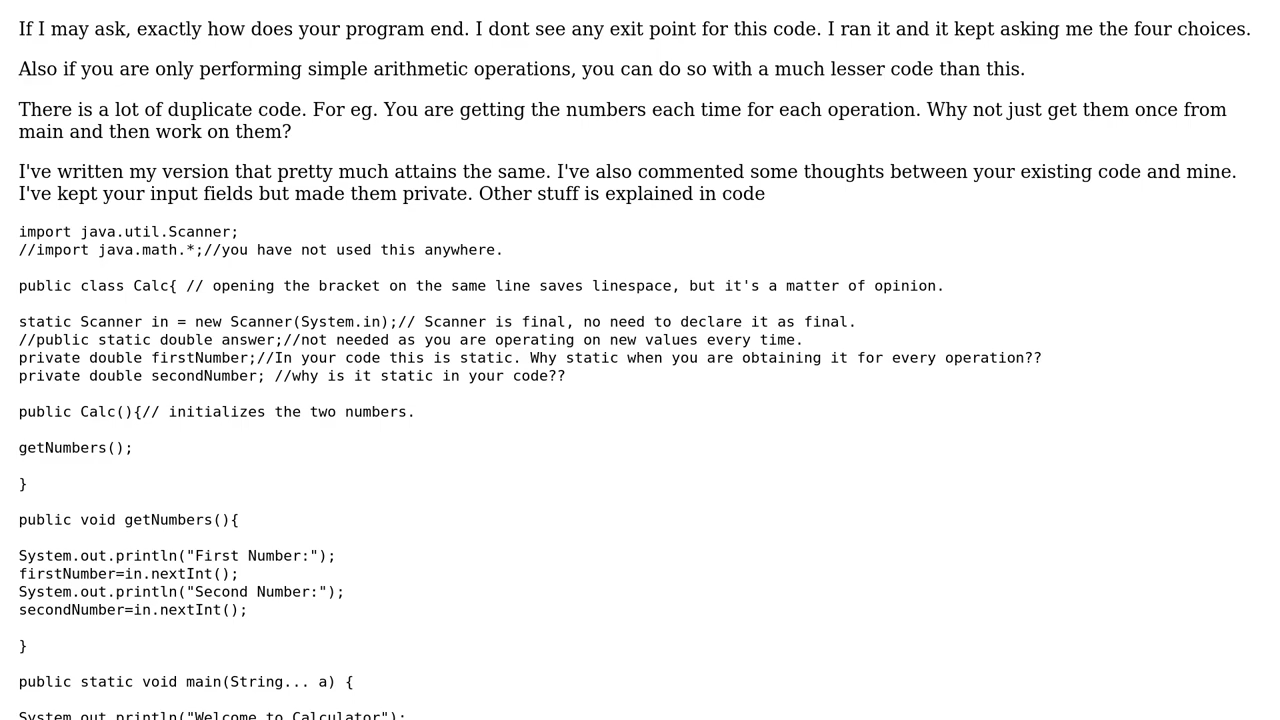 If I may ask, exactly how does your program end. I dont see any exit point for this code. I ran it and it kept asking me the four choices.
Also if you are only performing simple arithmetic operations, you can do so with a much lesser code than this.
There is a lot of duplicate code. For eg. You are getting the numbers each time for each operation. Why not just get them once from
main and then work on them?
I've written my version that pretty much attains the same. I've also commented some thoughts between your existing code and mine.
I've kept your input fields but made them private. Other stuff is explained in code
import java.util.Scanner;
//import java.math.*;//you have not used this anywhere.
public class Calc{ // opening the bracket on the same line saves linespace, but it's a matter of opinion.
static Scanner in = new Scanner(System.in);// Scanner is final, no need to declare it as final.
//public static double answer;//not needed as you are operating on new values every time.
private double firstNumber;//In your code this is static. Why static when you are obtaining it for every operation??
private double secondNumber; //why is it static in your code??
public Calc(){// initializes the two numbers.
getNumbers();
}
public void getNumbers(){
System.out.println("First Number:");
firstNumber=in.nextInt();
System.out.println("Second Number:");
secondNumber=in.nextInt();
}
public static void main(String... a) {
System.out.println("Welcome to Calculator");